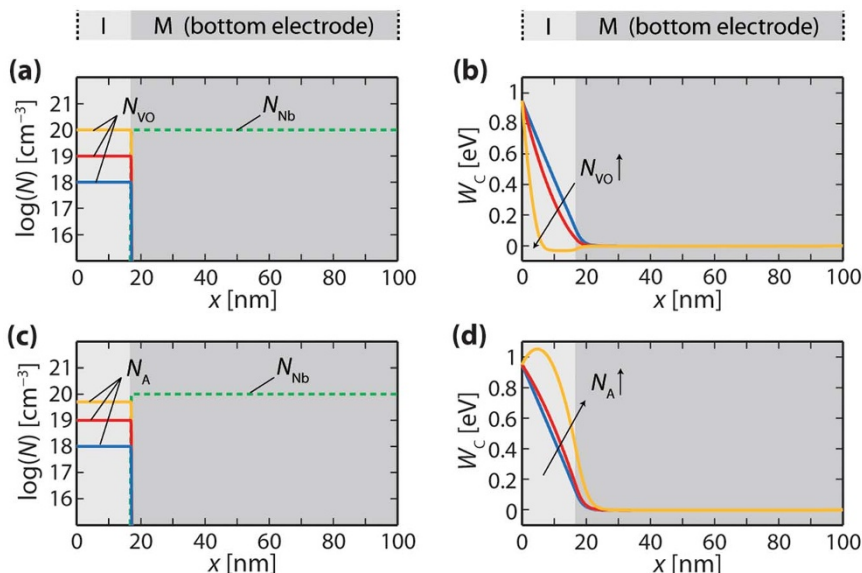 I M (bottom electrode)
I M (bottom electrode)
(a)
log(N) [cm⁻³]
21
20
19
18
17
16
N_VO
N_Nb
0 20 40 60 80 100
x [nm]
(b)
W_C [eV]
1
0.8
0.6
0.4
0.2
0
N_VO↑
0 20 40 60 80 100
x [nm]
(c)
log(N) [cm⁻³]
21
20
19
18
17
16
N_A
N_Nb
0 20 40 60 80 100
x [nm]
(d)
W_C [eV]
1
0.8
0.6
0.4
0.2
0
N_A↑
0 20 40 60 80 100
x [nm]